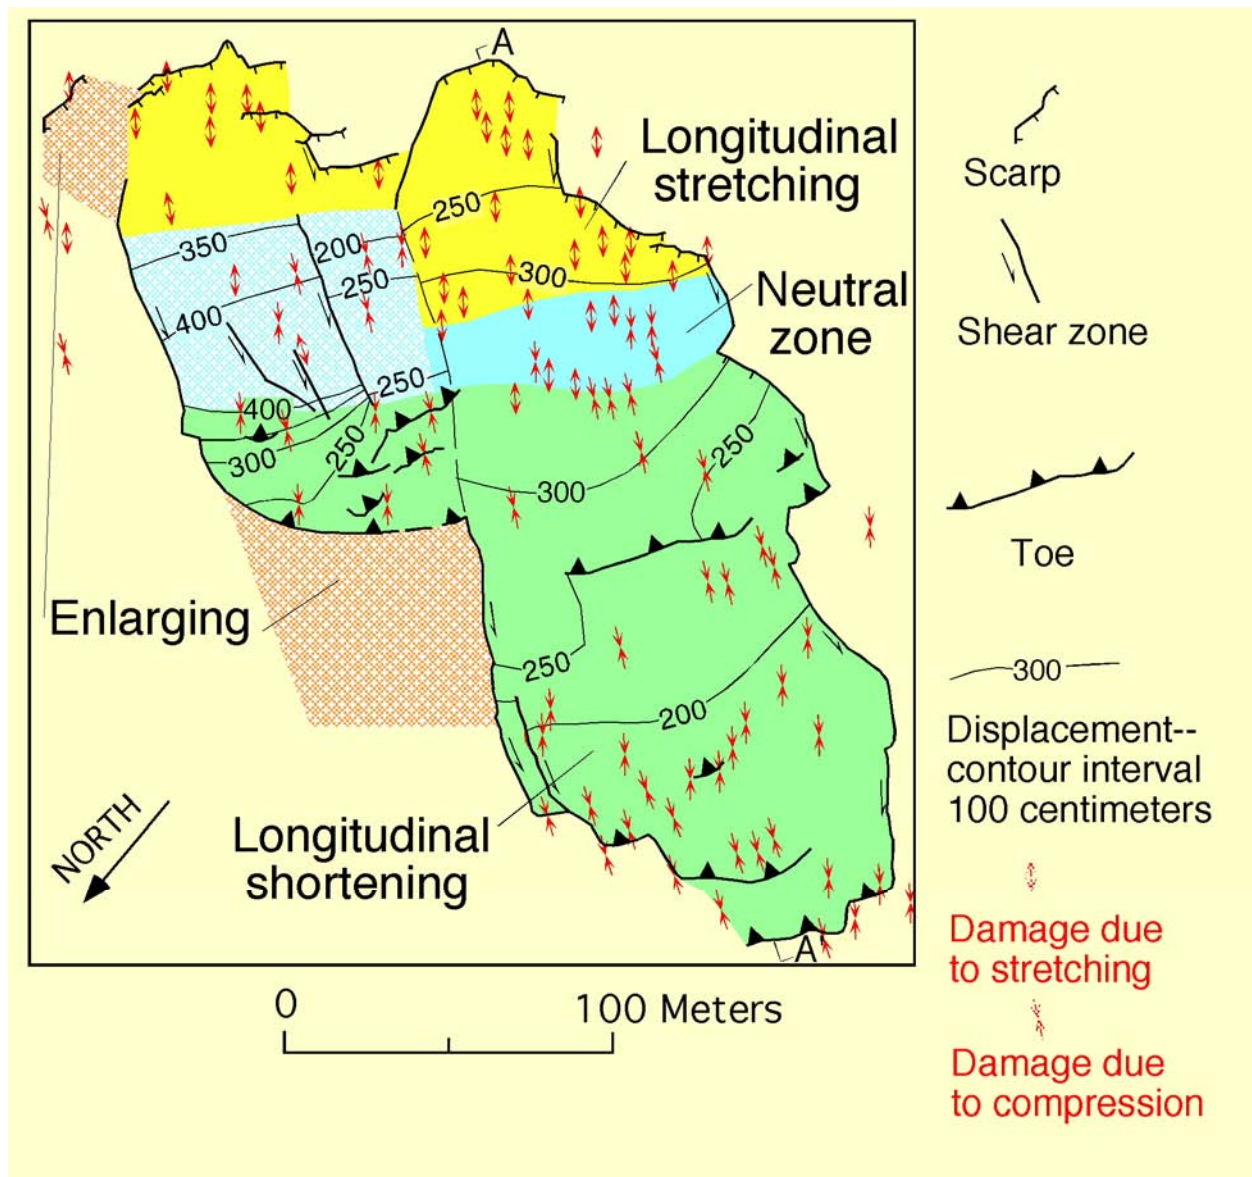 A
Longitudinal
stretching
250
350
200
250
300
400
Neutral
zone
250
400
300
250
250
300
Enlarging
250
200
NORTH
Longitudinal
shortening
A'
0
100 Meters
Scarp
Shear zone
Toe
300
Displacement--
contour interval
100 centimeters
Damage due
to stretching
Damage due
to compression